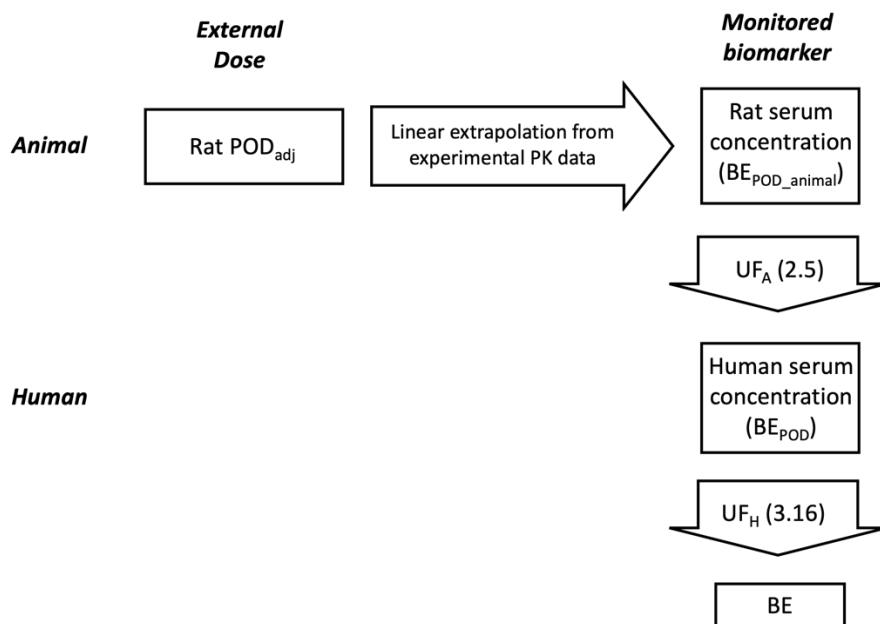 External
Dose
Monitored
biomarker
Animal
Rat POD_adj
Linear extrapolation from
experimental PK data
Rat serum
concentration
(BE_POD_animal)
UF_A (2.5)
Human
Human serum
concentration
(BE_POD)
UF_H (3.16)
BE